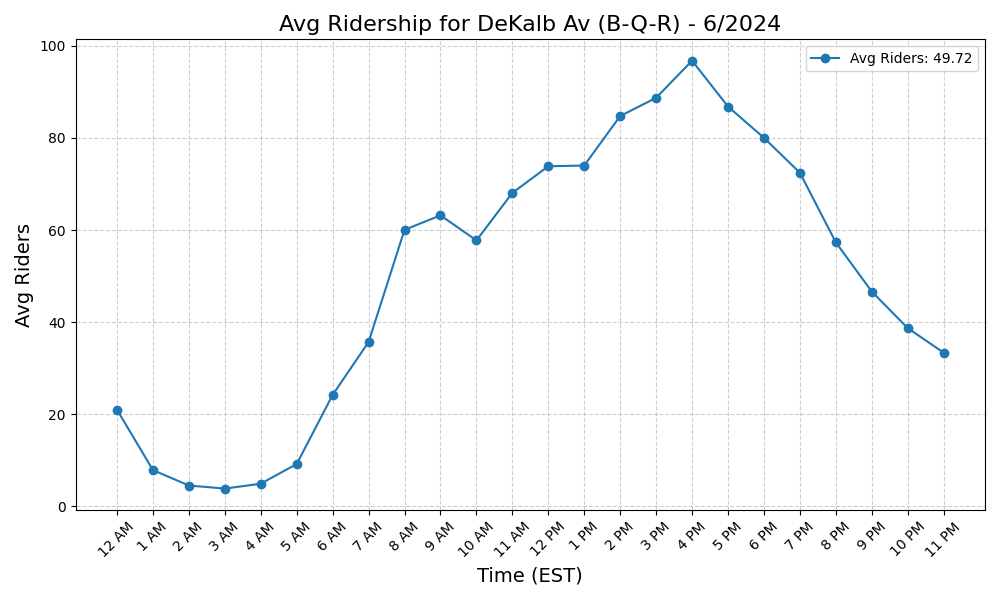 Avg Ridership for DeKalb Av (B-Q-R) - 6/2024
Avg Riders: 49.72
100
80
60
40
20
0
Avg Riders
12 AM
1 AM
2 AM
3 AM
4 AM
5 AM
6 AM
7 AM
8 AM
9 AM
10 AM
11 AM
12 PM
1 PM
2 PM
3 PM
4 PM
5 PM
6 PM
7 PM
8 PM
9 PM
10 PM
11 PM
Time (EST)